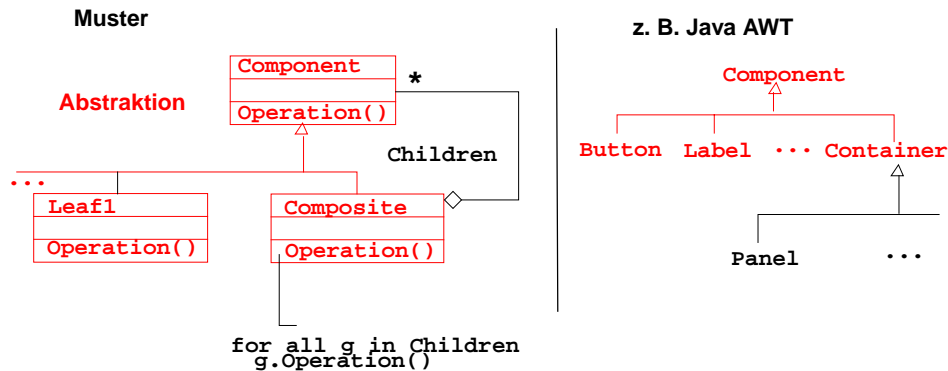 Muster
Component
*
Abstraktion
Operation()
Children
...
Leaf1
Composite
Operation()
Operation()
for all g in Children
g.Operation()
z. B. Java AWT
Component
Button Label ... Container
Panel ...